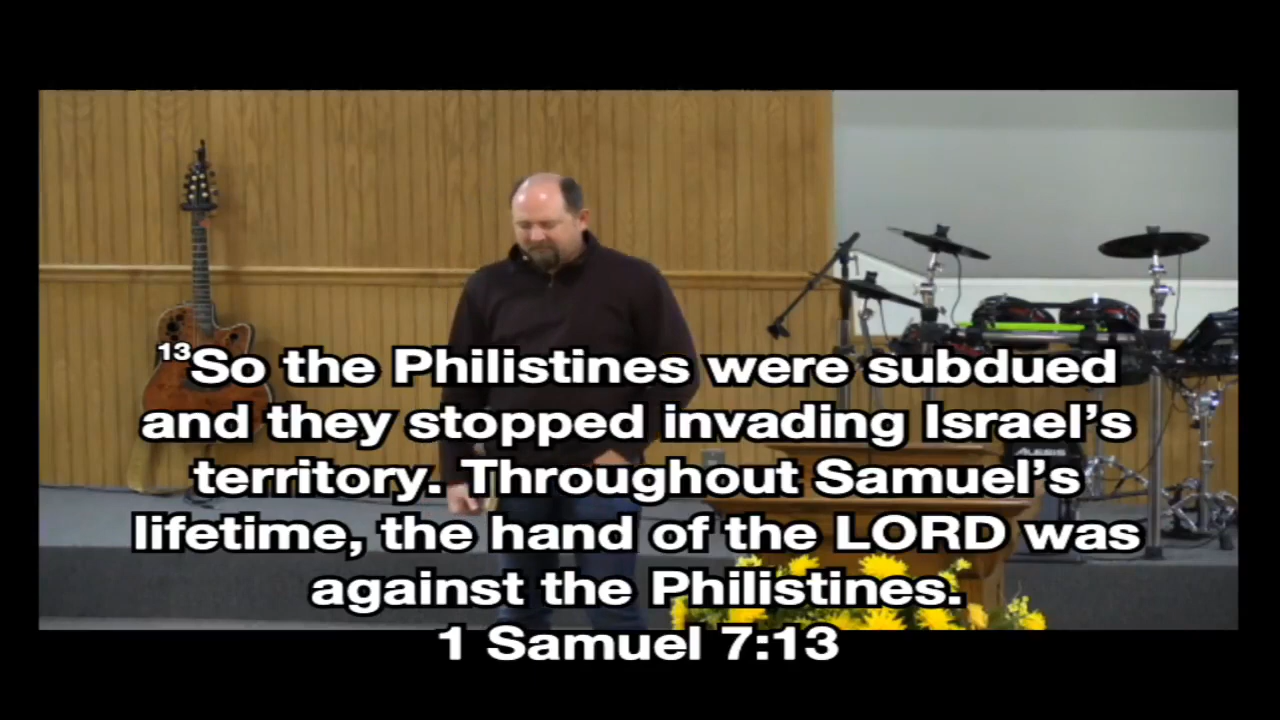 ¹³So the Philistines were subdued
and they stopped invading Israel’s
territory. Throughout Samuel’s
lifetime, the hand of the LORD was
against the Philistines.
1 Samuel 7:13
ALESIS